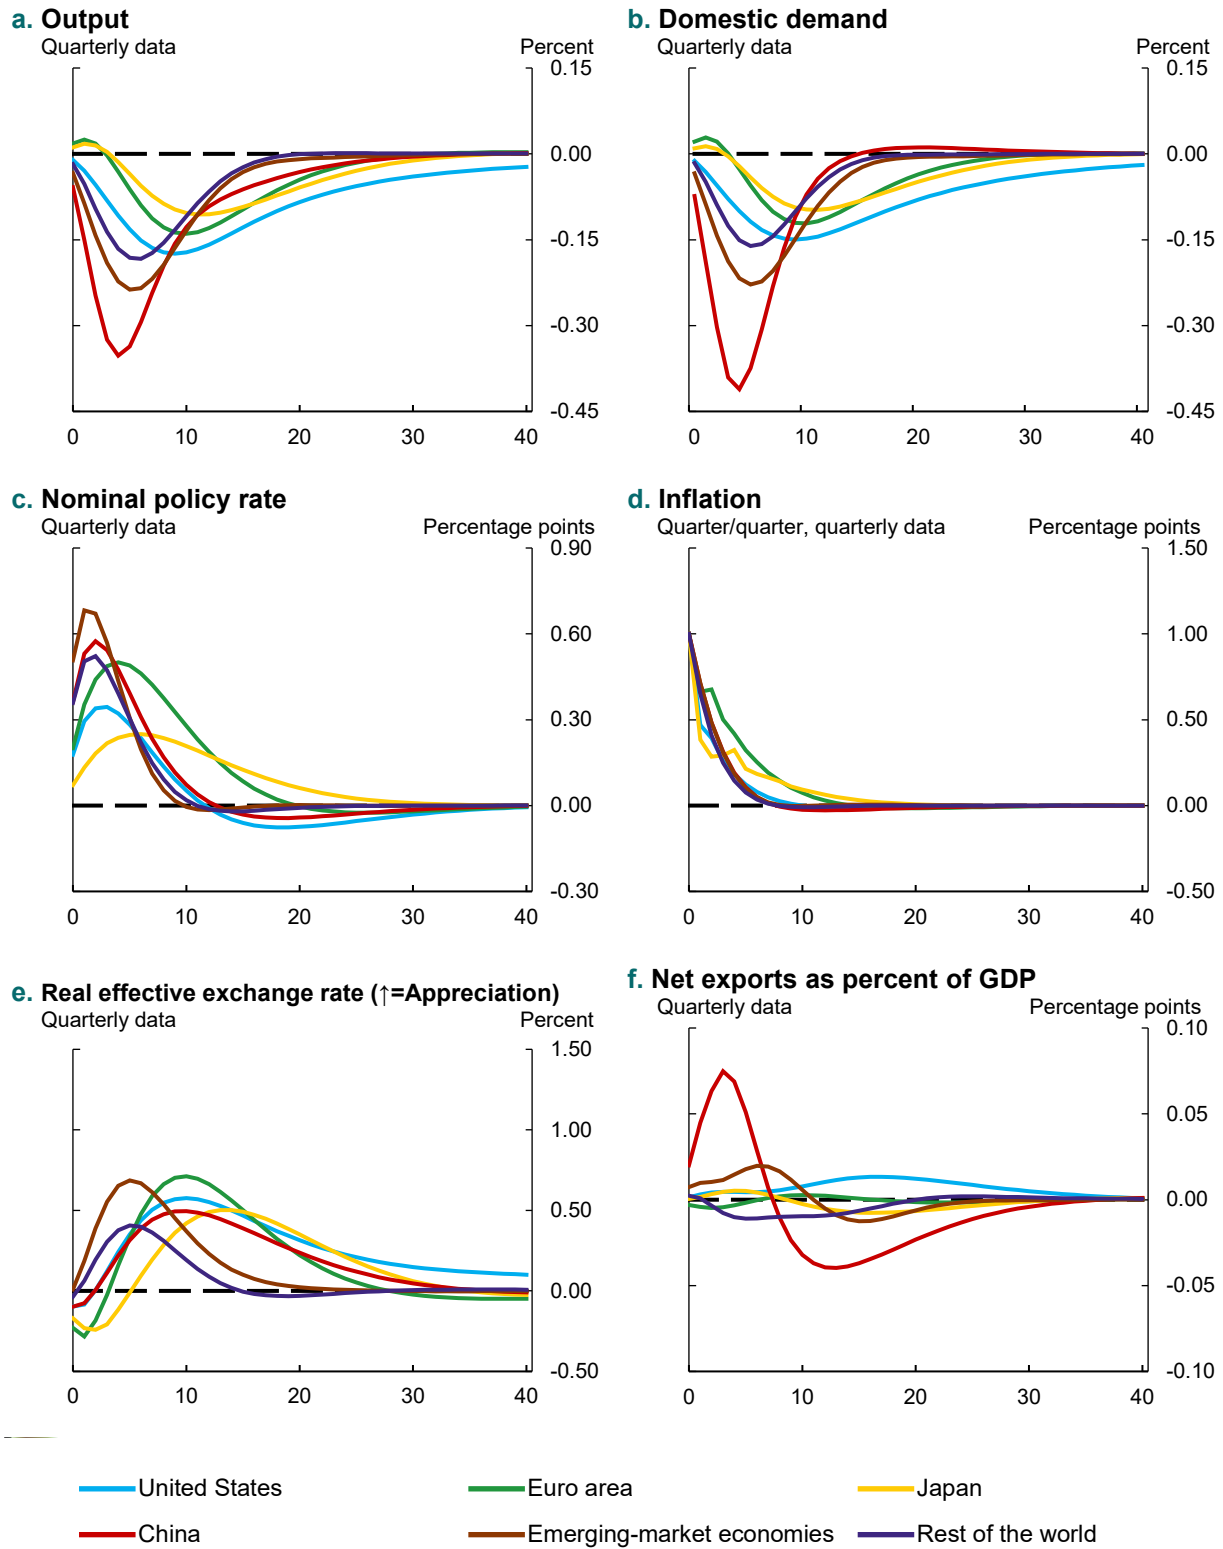 a. Output
Quarterly data Percent
0.15
0.00
-0.15
-0.30
-0.45
0 10 20 30 40
b. Domestic demand
Quarterly data Percent
0.15
0.00
-0.15
-0.30
-0.45
0 10 20 30 40
c. Nominal policy rate
Quarterly data Percentage points
0.90
0.60
0.30
0.00
-0.30
0 10 20 30 40
d. Inflation
Quarter/quarter, quarterly data Percentage points
1.50
1.00
0.50
0.00
-0.50
0 10 20 30 40
e. Real effective exchange rate (↑=Appreciation)
Quarterly data Percent
1.50
1.00
0.50
0.00
-0.50
0 10 20 30 40
f. Net exports as percent of GDP
Quarterly data Percentage points
0.10
0.05
0.00
-0.05
-0.10
0 10 20 30 40
United States Euro area Japan
China Emerging-market economies Rest of the world